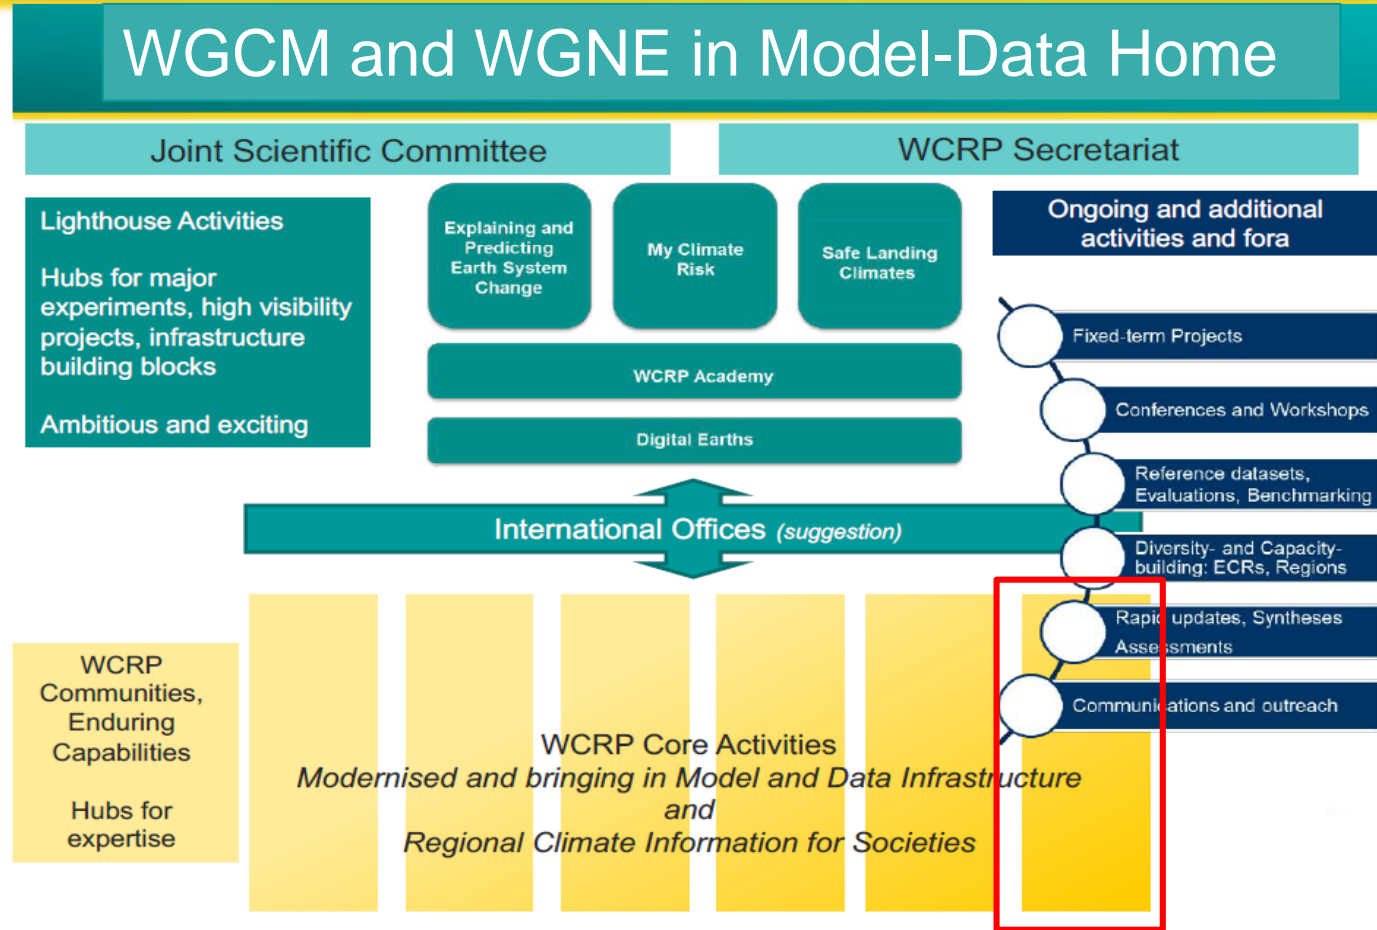 WGCM and WGNE in Model-Data Home
Joint Scientific Committee
WCRP Secretariat
Lighthouse Activities
Hubs for major
experiments, high visibility
projects, infrastructure
building blocks
Ambitious and exciting
Explaining and
Predicting
Earth System
Change
My Climate
Risk
Safe Landing
Climates
WCRP Academy
Digital Earths
Ongoing and additional
activities and fora
Fixed-term Projects
Conferences and Workshops
Reference datasets,
Evaluations, Benchmarking
Diversity- and Capacity-
building: ECRs, Regions
Rapid updates, Syntheses
Assessments
Communications and outreach
International Offices (suggestion)
WCRP
Communities,
Enduring
Capabilities
Hubs for
expertise
WCRP Core Activities
Modernised and bringing in Model and Data Infrastructure
and
Regional Climate Information for Societies